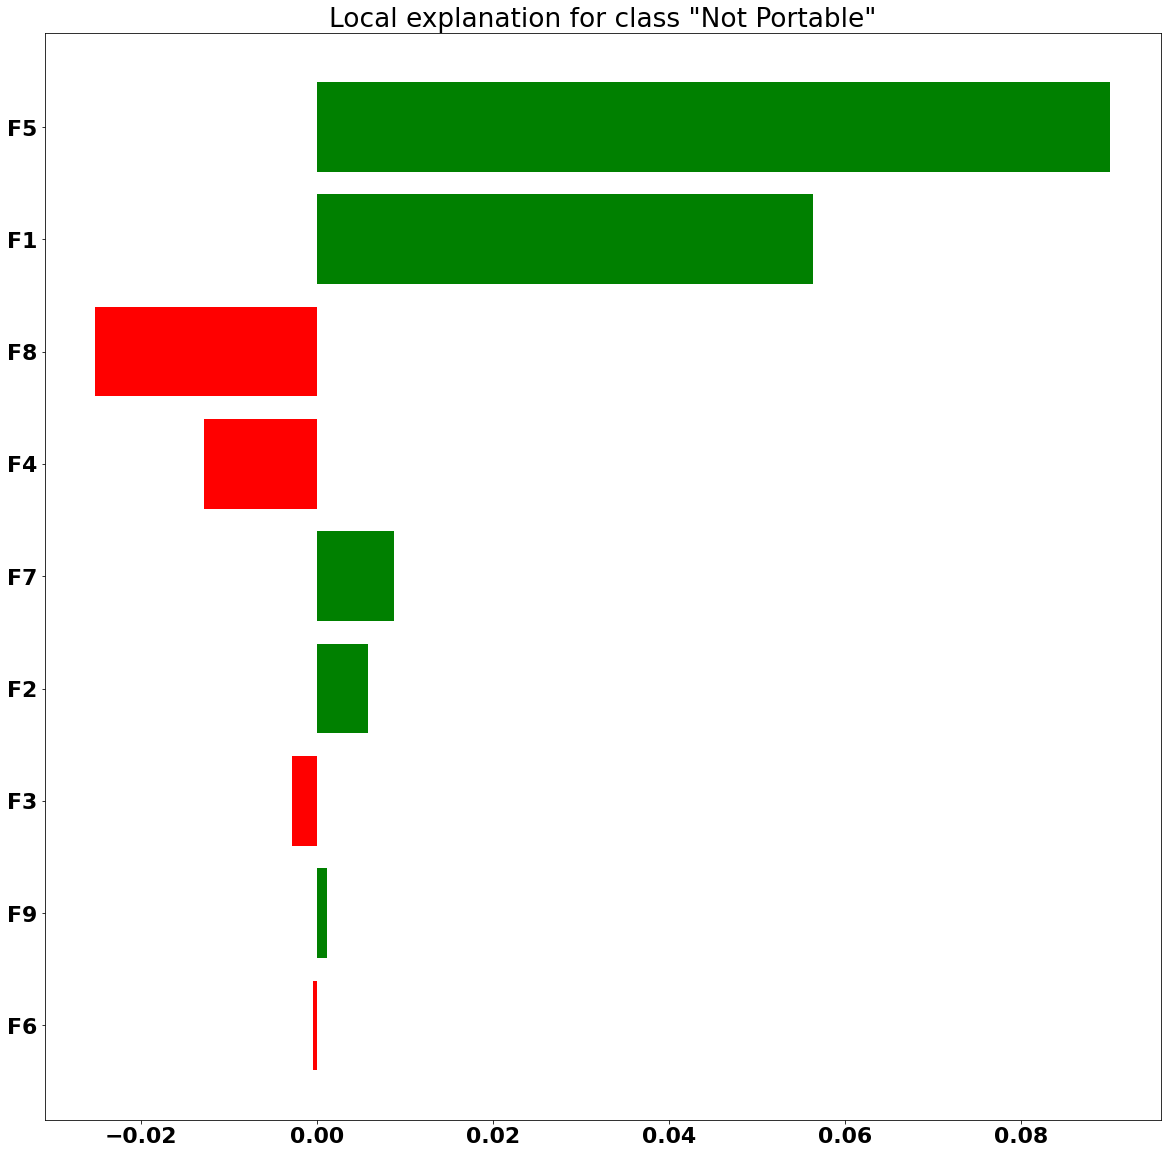 Local explanation for class "Not Portable"
F5
F1
F8
F4
F7
F2
F3
F9
F6
−0.02 0.00 0.02 0.04 0.06 0.08